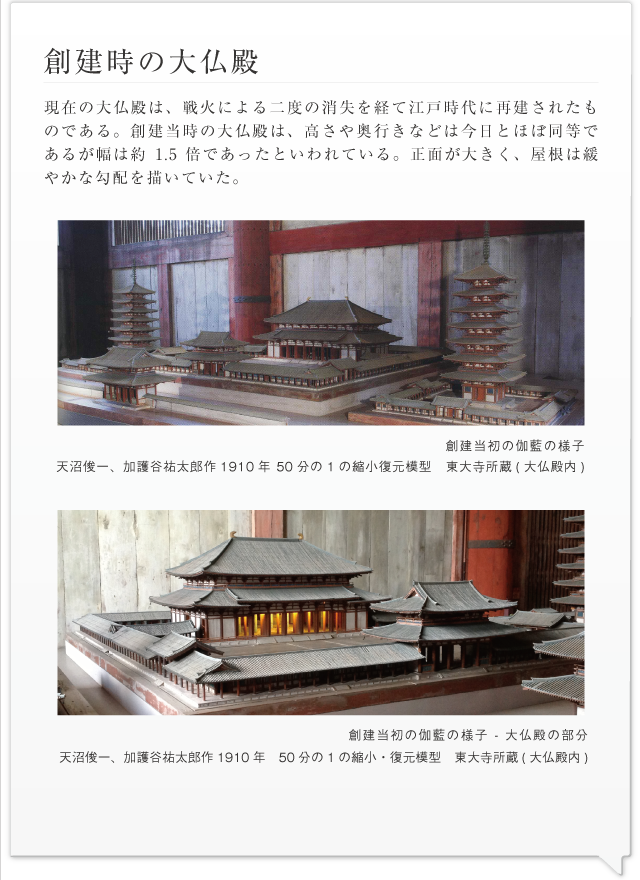 創建時の大仏殿
現在の大仏殿は、戦火による二度の消失を経て江戸時代に再建されたも
のである。創建当時の大仏殿は、高さや奥行きなどは今日とほぼ同等で
あるが幅は約 1.5 倍であったといわれている。正面が大きく、屋根は緩
やかな勾配を描いていた。
創建当初の伽藍の様子
天沼俊一、加護谷祐太郎作 1910 年 50 分の 1 の縮小復元模型　東大寺所蔵 ( 大仏殿内 )
創建当初の伽藍の様子 - 大仏殿の部分
天沼俊一、加護谷祐太郎作 1910 年　50 分の 1 の縮小・復元模型　東大寺所蔵 ( 大仏殿内 )